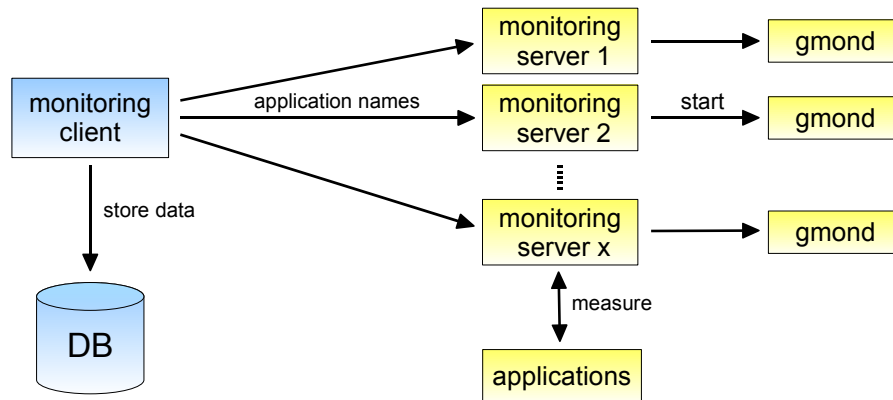 monitoring
server 1
gmond
monitoring
client
application names
monitoring
server 2
start
gmond
store data
monitoring
server x
gmond
measure
DB
applications